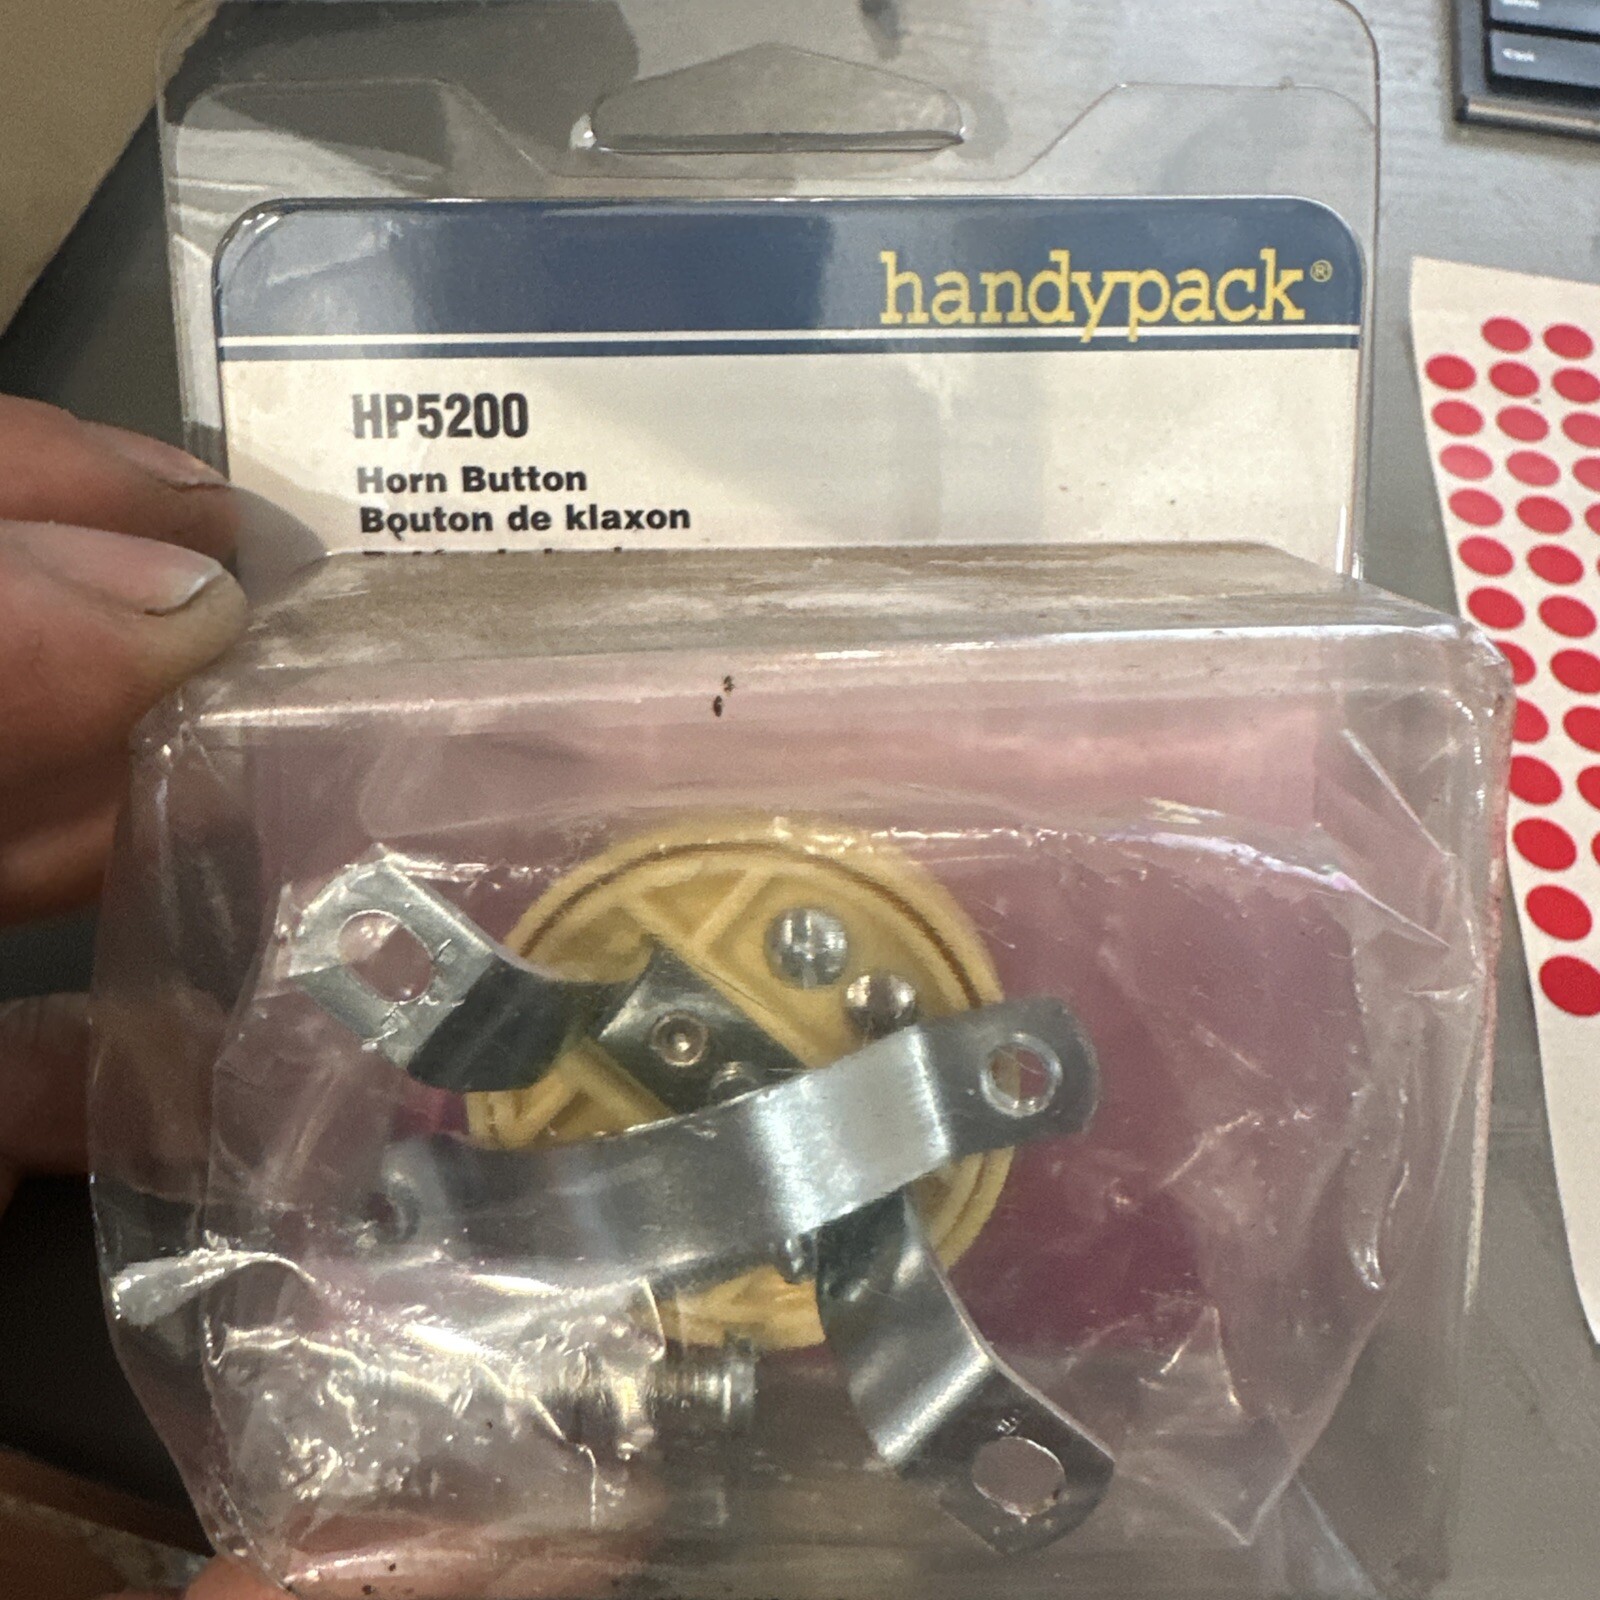 handypack®
HP5200
Horn Button
Bouton de klaxon